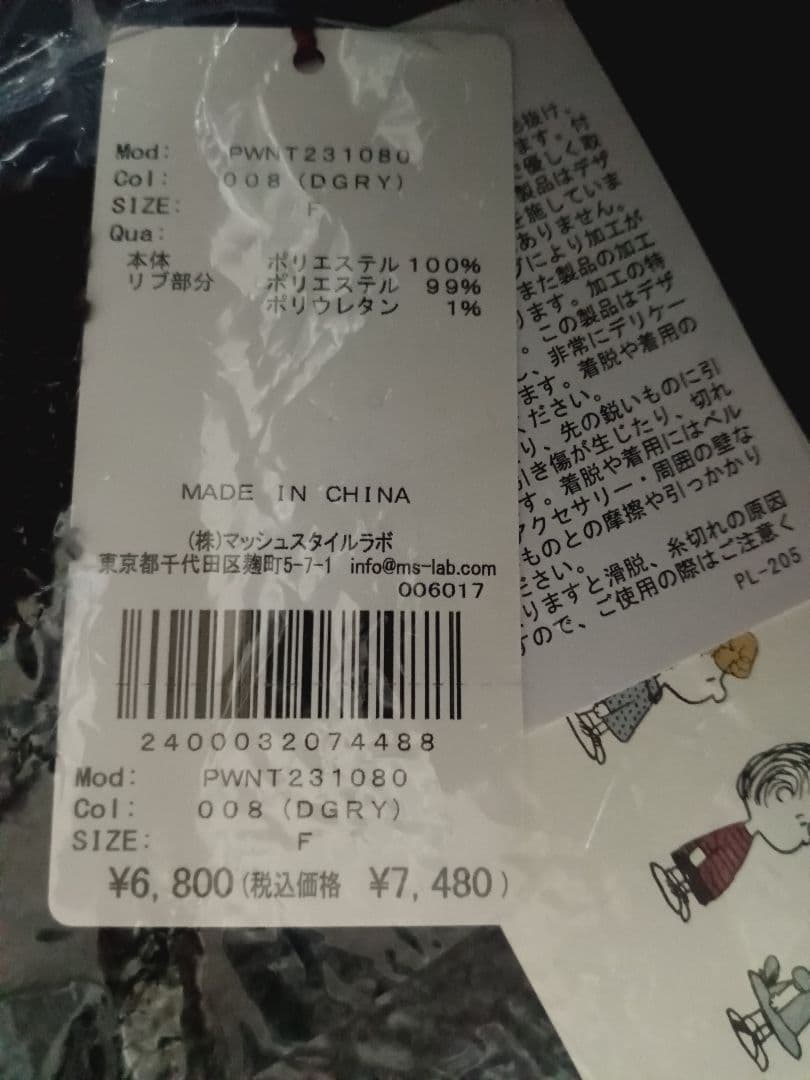 Mod: PWNT231080
Col: 008 (DGRY)
SIZE: F
Qua:
本体 ポリエステル 100%
リブ部分 ポリエステル 99%
ポリウレタン 1%
MADE IN CHINA
(株)マッシュスタイルラボ
東京都千代田区麹町5-7-1 info@ms-lab.com
006017
2400032074488
Mod: PWNT231080
Col: 008 (DGRY)
SIZE: F
¥6,800(税込価格 ¥7,480)
抜け、
ます。付
優しく取
製品はデザ
を施していま
ありません。
により加工が
また製品の加工
ります。加工の特
。この製品はデザ
し、非常にデリケー
ます。着脱や着用の
ください。
り、先の鋭いものに引
引き傷が生じたり、切れ
す。着脱や着用にはベル
アクセサリー・周囲の壁な
ものとの摩擦や引っかかり
ださい。
りますと滑脱、糸切れの原因
すので、ご使用の際はご注意く
PL-205